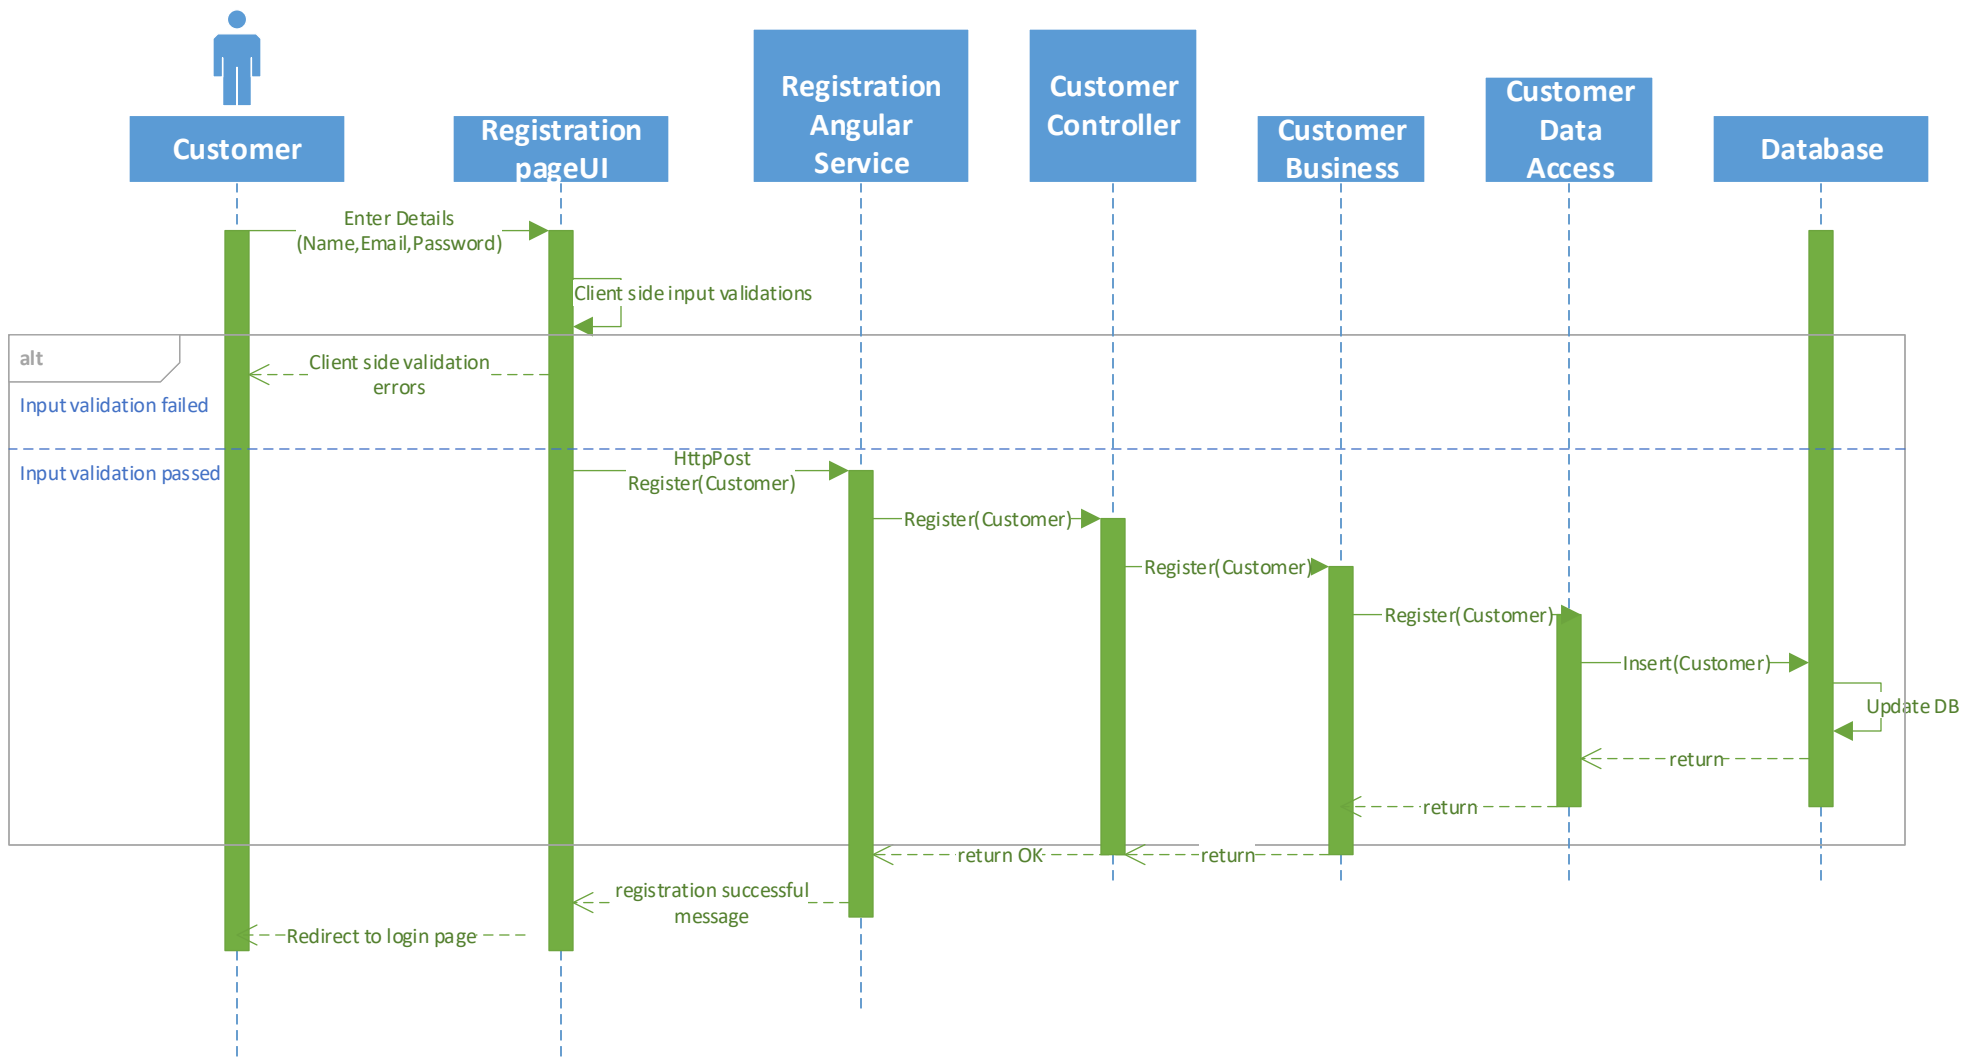 Customer
Registration
pageUI
Registration
Angular
Service
Customer
Controller
Customer
Business
Customer
Data
Access
Database
Enter Details
(Name,Email,Password)
Client side input validations
alt
Client side validation
errors
Input validation failed
Input validation passed
HttpPost
Register(Customer)
Register(Customer)
Register(Customer)
Register(Customer)
Insert(Customer)
Update DB
return
return
return
return OK
registration successful
message
Redirect to login page